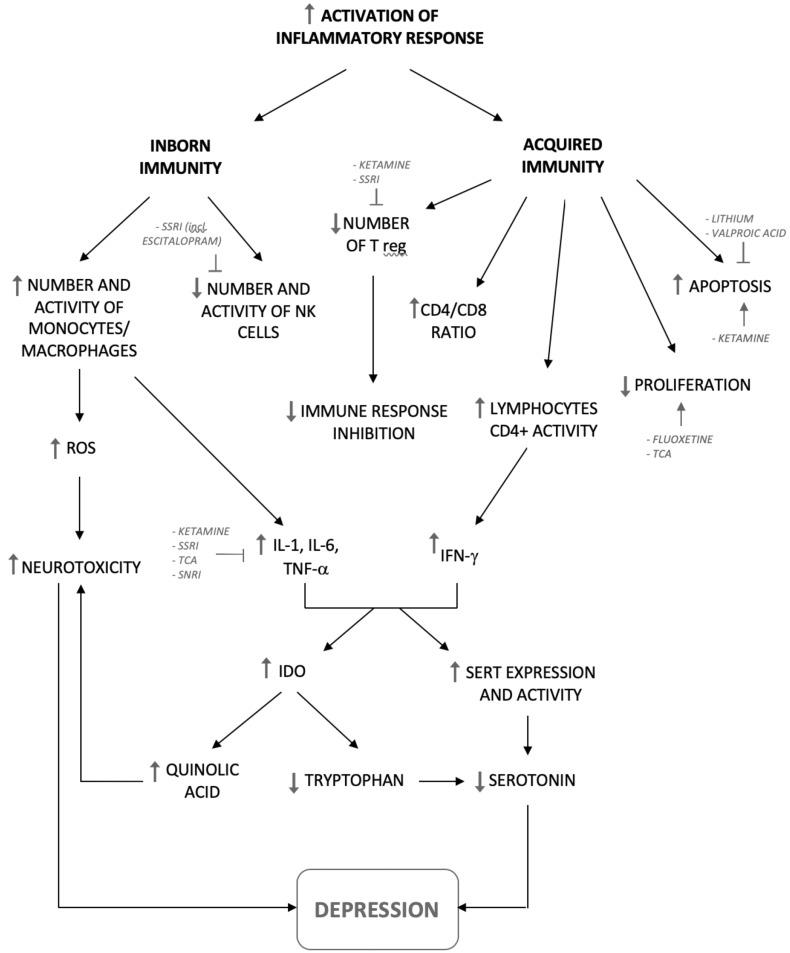 ↑ ACTIVATION OF
INFLAMMATORY RESPONSE
INBORN
IMMUNITY
ACQUIRED
IMMUNITY
- KETAMINE
- SSRI
- SSRI (incl.
ESCITALOPRAM)
- LITHIUM
- VALPROIC ACID
↓ NUMBER
OF T reg
↑ NUMBER AND
ACTIVITY OF
MONOCYTES/
MACROPHAGES
↓ NUMBER AND
ACTIVITY OF NK
CELLS
↑ CD4/CD8
RATIO
↑ APOPTOSIS
- KETAMINE
↓ PROLIFERATION
- FLUOXETINE
- TCA
↓ IMMUNE RESPONSE
INHIBITION
↑ LYMPHOCYTES
CD4+ ACTIVITY
↑ ROS
↑ NEUROTOXICITY
- KETAMINE
- SSRI
- TCA
- SNRI
↑ IL-1, IL-6,
TNF-α
↑ IFN-γ
↑ IDO
↑ SERT EXPRESSION
AND ACTIVITY
↑ QUINOLIC
ACID
↓ TRYPTOPHAN
↓ SEROTONIN
DEPRESSION